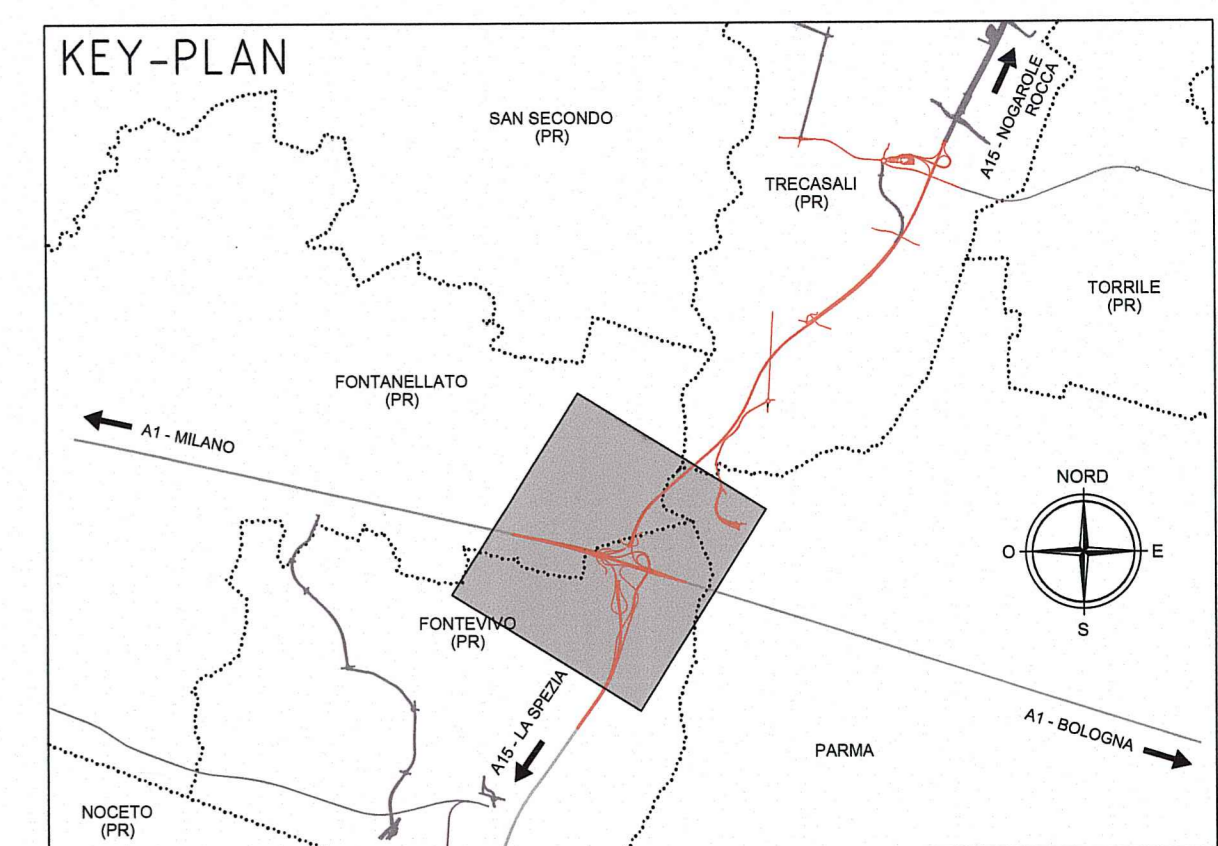 KEY-PLAN
SAN SECONDO
(PR)
A15 - NOGAROLE
ROCCA
TRECASALI
(PR)
TORRILE
(PR)
FONTANELLATO
(PR)
A1 - MILANO
NORD
O
E
S
FONTEVIVO
(PR)
A15 - LA SPEZIA
A1 - BOLOGNA
PARMA
NOCETO
(PR)